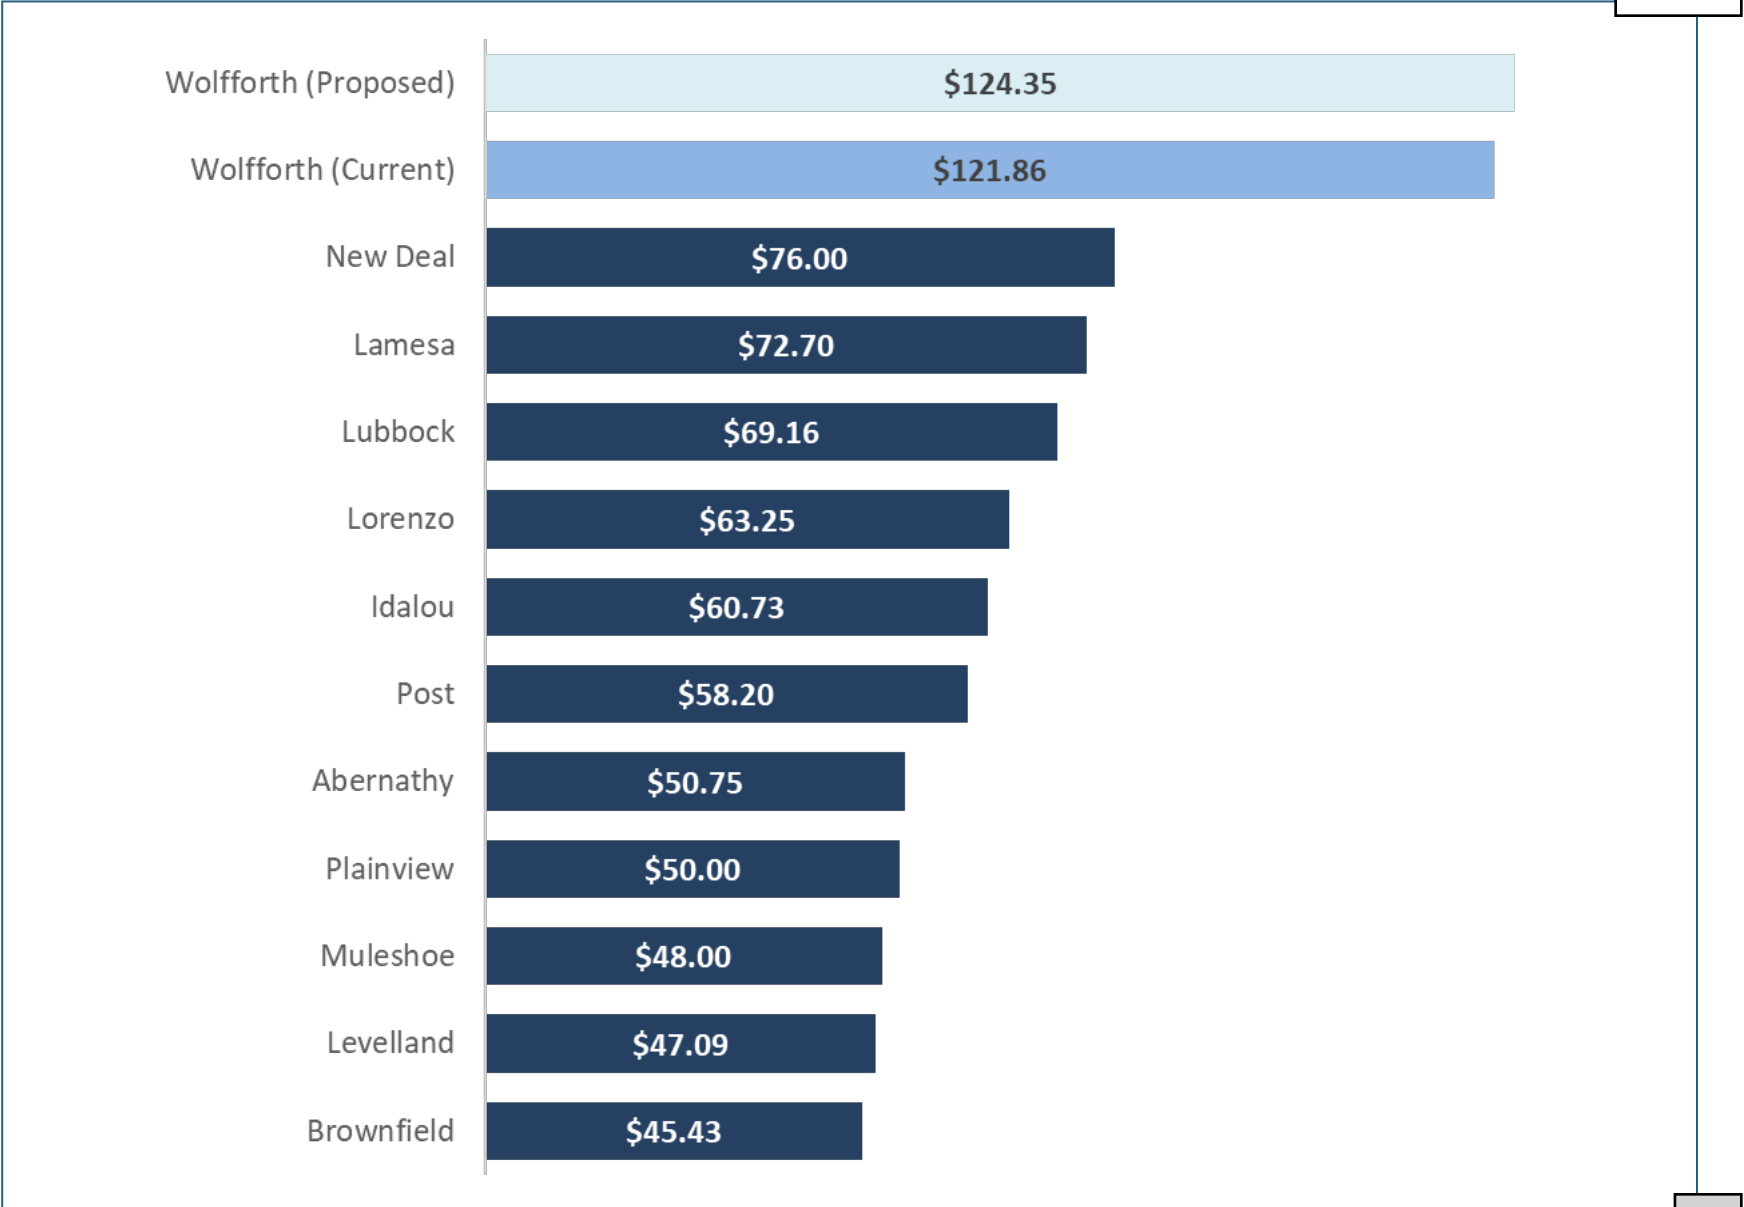 Wolfforth (Proposed) $124.35
Wolfforth (Current) $121.86
New Deal $76.00
Lamesa $72.70
Lubbock $69.16
Lorenzo $63.25
Idalou $60.73
Post $58.20
Abernathy $50.75
Plainview $50.00
Muleshoe $48.00
Levelland $47.09
Brownfield $45.43